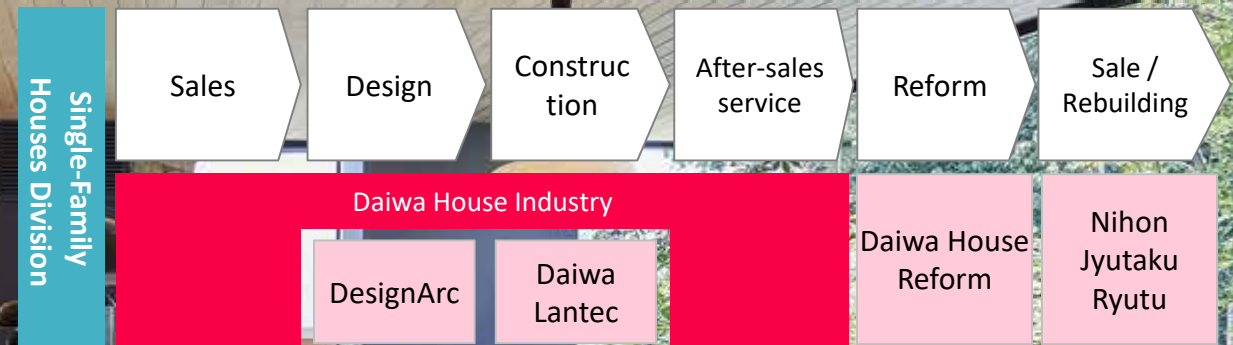 Single-Family
Houses Division
Sales
Design
Construc
tion
After-sales
service
Reform
Sale /
Rebuilding
Daiwa House Industry
DesignArc
Daiwa
Lantec
Daiwa House
Reform
Nihon
Jyutaku
Ryutu